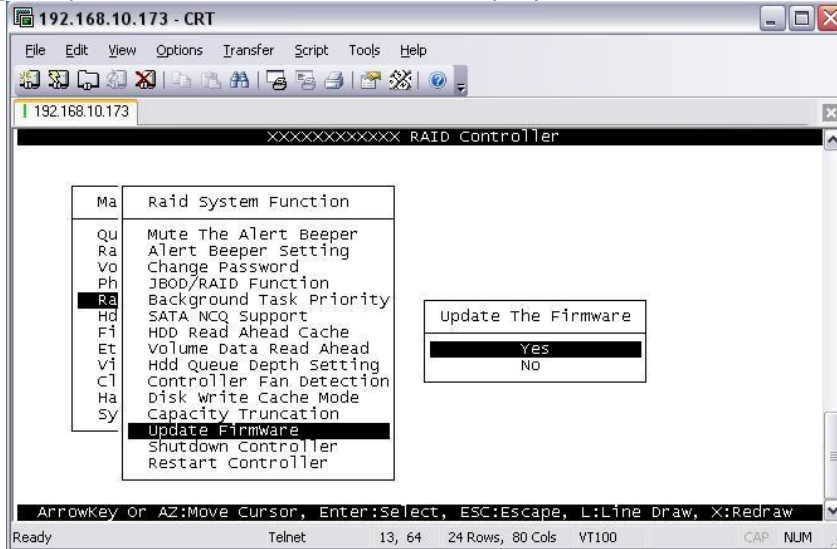 192.168.10.173 - CRT
File Edit View Options Transfer Script Tools Help
192.168.10.173
XXXXXXXXXXXX RAID Controller
Ma
Qu
Ra
Vo
Ph
Ra
Hd
Fi
Et
Vi
Cl
Ha
Sy
Raid System Function
Mute The Alert Beeper
Alert Beeper Setting
Change Password
JBOD/RAID Function
Background Task Priority
SATA NCQ Support
HDD Read Ahead Cache
Volume Data Read Ahead
Hdd Queue Depth Setting
Controller Fan Detection
Disk Write Cache Mode
Capacity Truncation
Update Firmware
Shutdown Controller
Restart Controller
Update The Firmware
Yes
No
ArrowKey Or AZ:Move Cursor, Enter:Select, ESC:Escape, L:Line Draw, X:Redraw
Ready Telnet 13, 64 24 Rows, 80 Cols VT100 CAP NUM